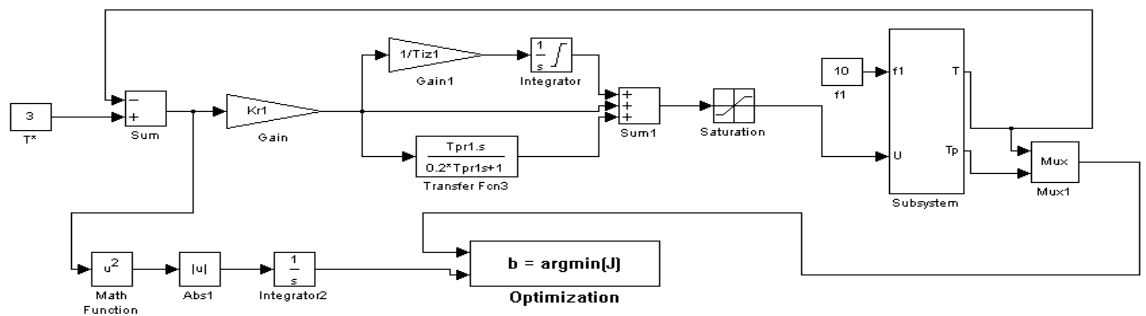 1/Tiz1
Gain1
1
s
Integrator
10
f1
f1
T
3
T*
−
+
Sum
Kr1
Gain
+
+
+
Sum1
Saturation
Tpr1.s
0.2*Tpr1s+1
Transfer Fcn3
U
Tp
Subsystem
Mux
Mux1
u²
Math
Function
|u|
Abs1
1
s
Integrator2
b = argmin(J)
Optimization